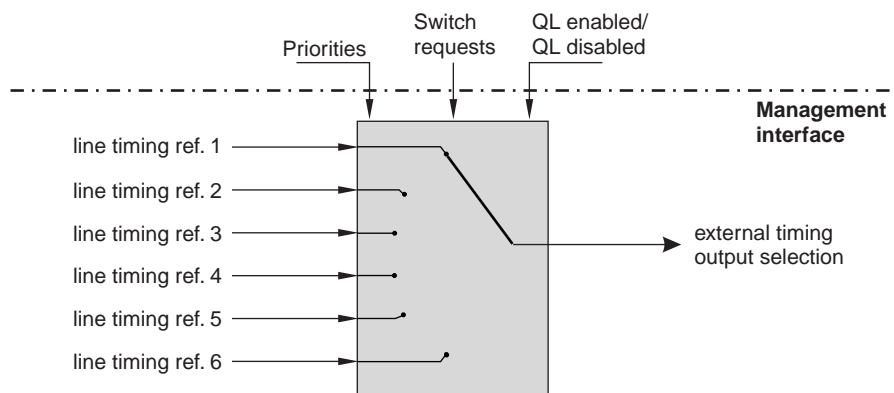 Priorities
Switch
requests
QL enabled/
QL disabled
Management
interface
line timing ref. 1
line timing ref. 2
line timing ref. 3
line timing ref. 4
line timing ref. 5
line timing ref. 6
external timing
output selection